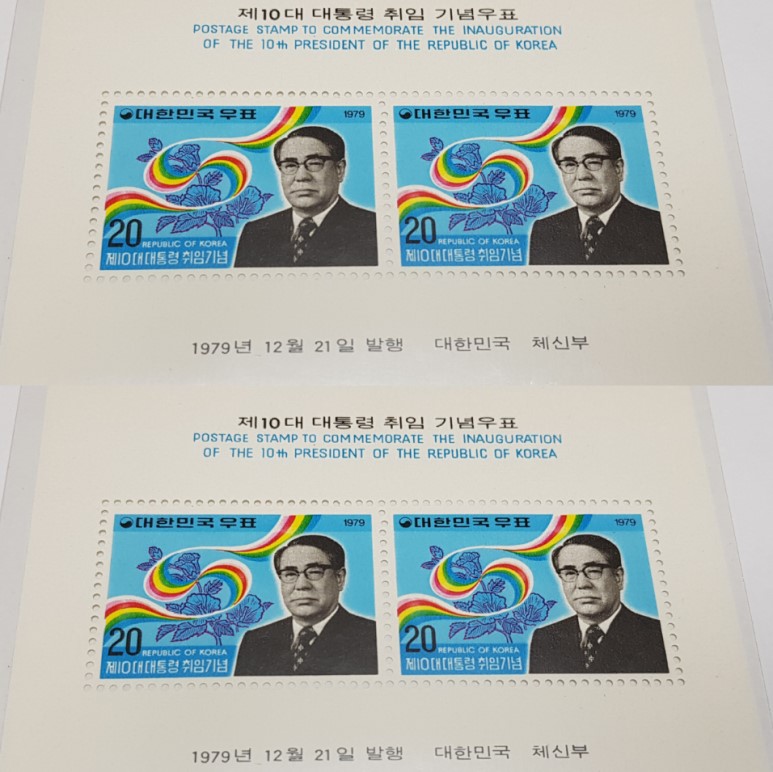 제10대 대통령 취임 기념우표
POSTAGE STAMP TO COMMEMORATE THE INAUGURATION
OF THE 10th PRESIDENT OF THE REPUBLIC OF KOREA
대한민국우표 1979
20 REPUBLIC OF KOREA
제10대대통령취임기념
대한민국우표 1979
20 REPUBLIC OF KOREA
제10대대통령취임기념
1979년 12월 21일 발행 대한민국 체신부
제10대 대통령 취임 기념우표
POSTAGE STAMP TO COMMEMORATE THE INAUGURATION
OF THE 10th PRESIDENT OF THE REPUBLIC OF KOREA
대한민국우표 1979
20 REPUBLIC OF KOREA
제10대대통령취임기념
대한민국우표 1979
20 REPUBLIC OF KOREA
제10대대통령취임기념
1979년 12월 21일 발행 대한민국 체신부